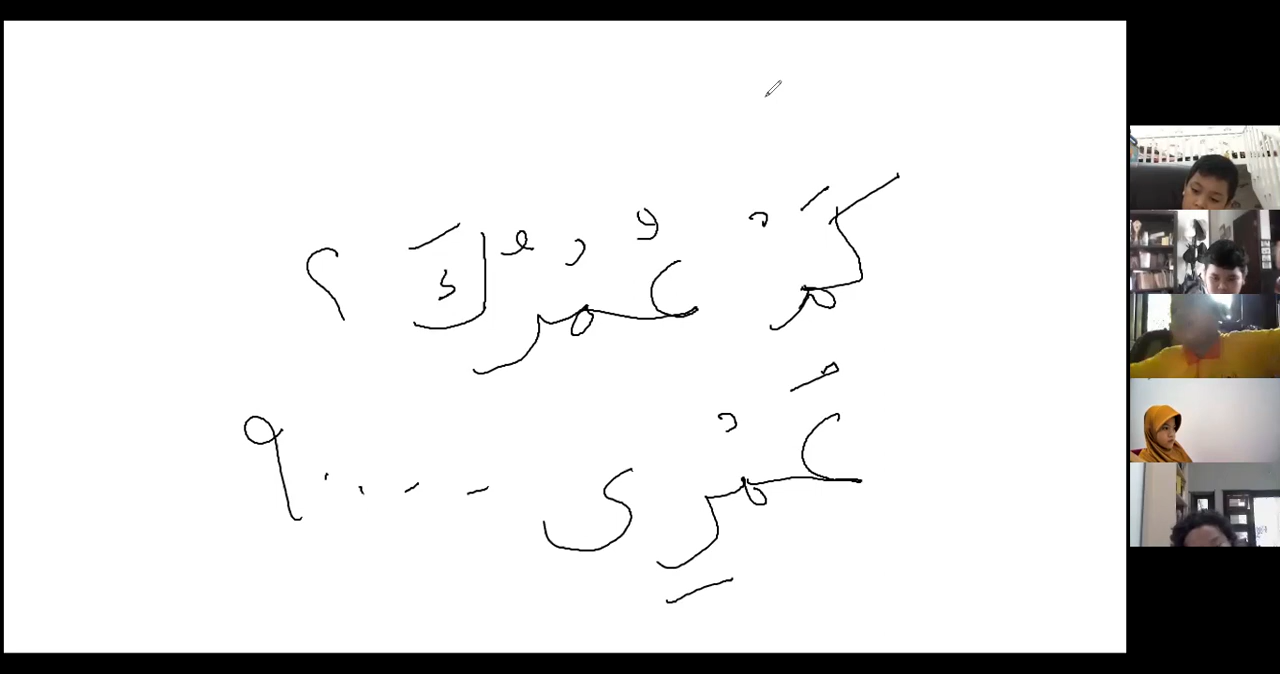 كَمْ عُمْرُكَ ؟
عُمْرِى ..... ٩